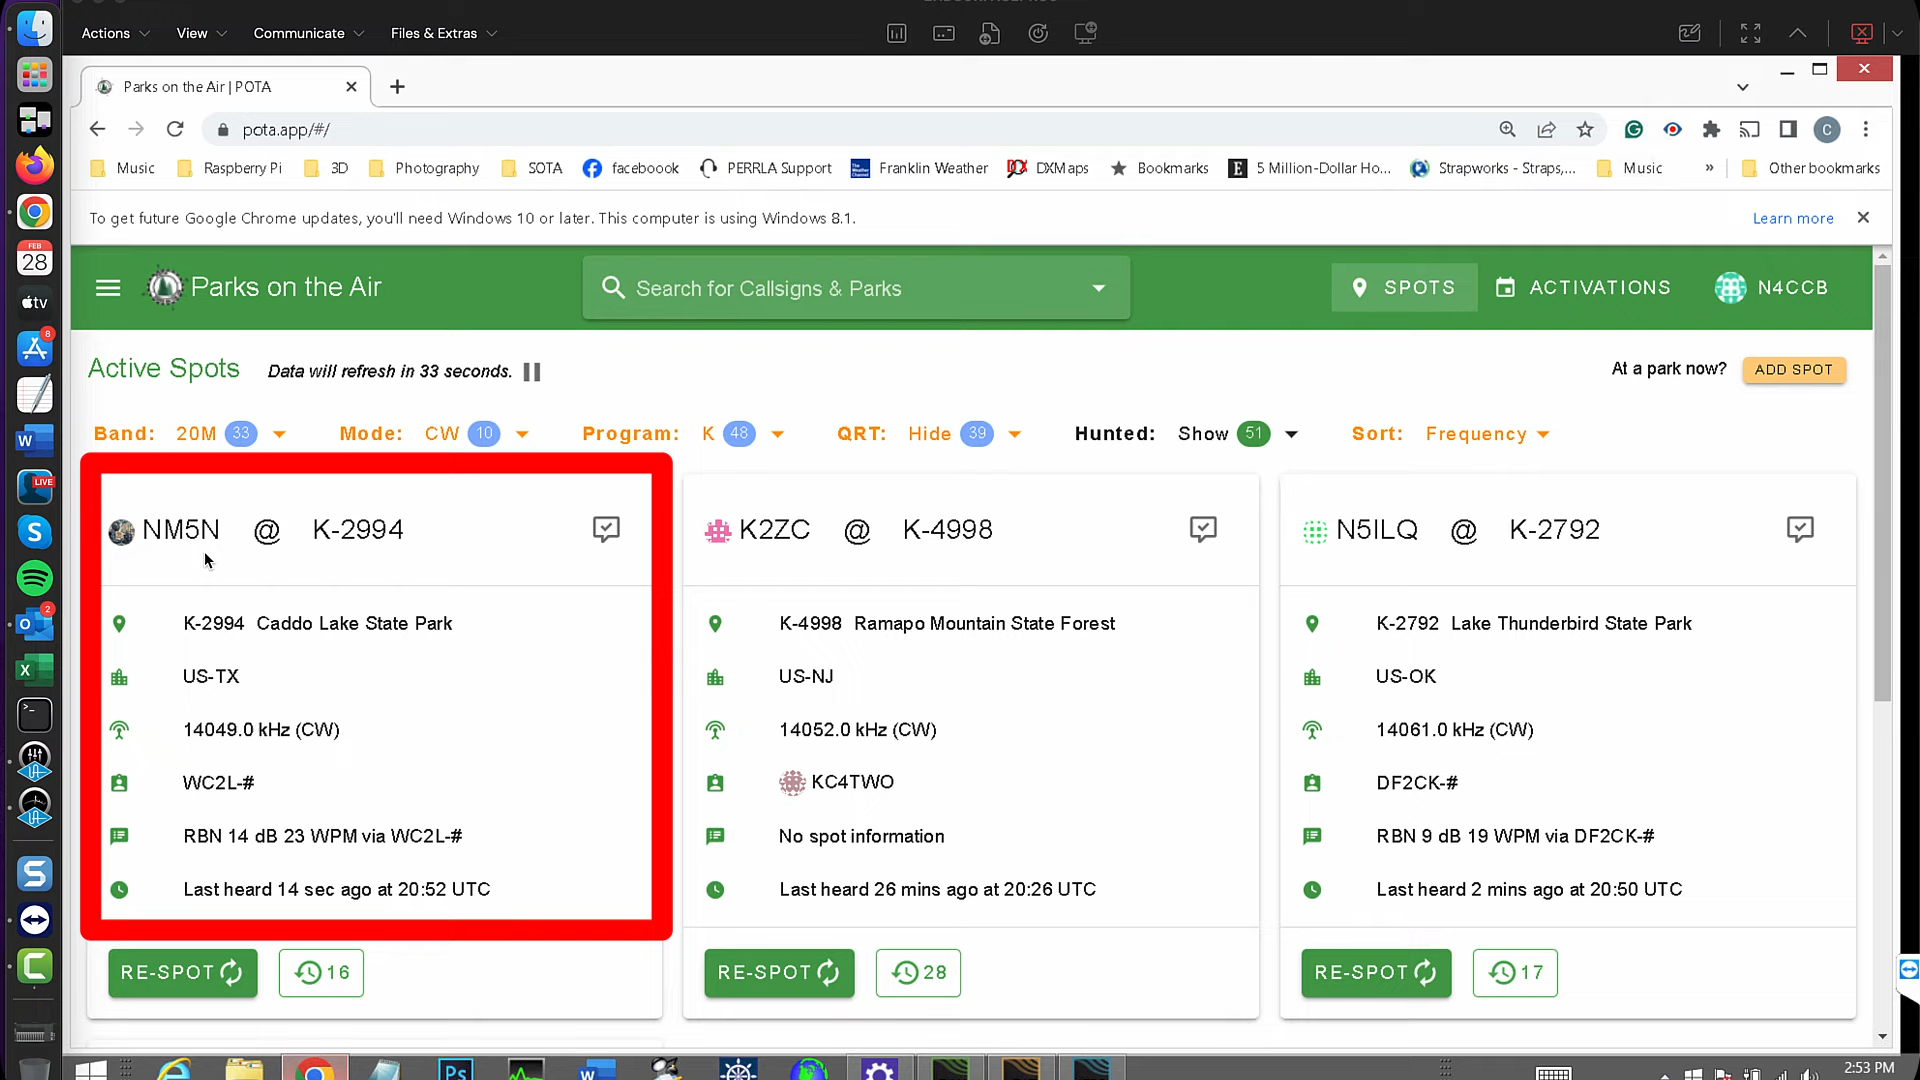 Actions View Communicate Files & Extras
Parks on the Air | POTA
pota.app/#/
C
Music Raspberry Pi 3D Photography SOTA faceboook PERRLA Support Franklin Weather DXMaps Bookmarks 5 Million-Dollar Ho... Strapworks - Straps,... Music » Other bookmarks
To get future Google Chrome updates, you'll need Windows 10 or later. This computer is using Windows 8.1. Learn more
FEB
28
tv
8
LIVE
2
Parks on the Air Search for Callsigns & Parks SPOTS ACTIVATIONS N4CCB
Active Spots Data will refresh in 33 seconds. At a park now? ADD SPOT
Band: 20M 33 Mode: CW 10 Program: K 48 QRT: Hide 39 Hunted: Show 51 Sort: Frequency
NM5N @ K-2994
K-2994 Caddo Lake State Park
US-TX
14049.0 kHz (CW)
WC2L-#
RBN 14 dB 23 WPM via WC2L-#
Last heard 14 sec ago at 20:52 UTC
RE-SPOT 16
K2ZC @ K-4998
K-4998 Ramapo Mountain State Forest
US-NJ
14052.0 kHz (CW)
KC4TWO
No spot information
Last heard 26 mins ago at 20:26 UTC
RE-SPOT 28
N5ILQ @ K-2792
K-2792 Lake Thunderbird State Park
US-OK
14061.0 kHz (CW)
DF2CK-#
RBN 9 dB 19 WPM via DF2CK-#
Last heard 2 mins ago at 20:50 UTC
RE-SPOT 17
Ps
2:53 PM